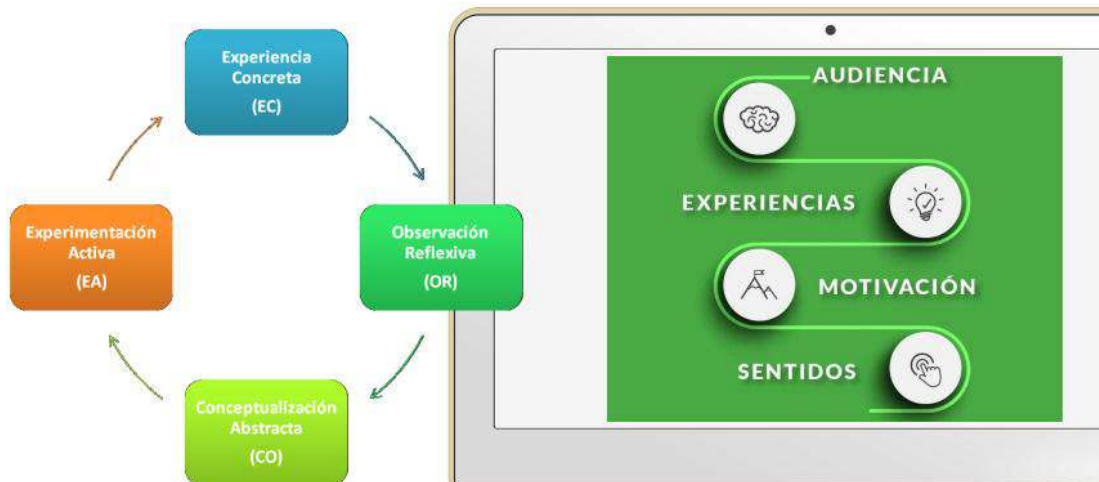 Experiencia
Concreta
(EC)
Observación
Reflexiva
(OR)
Conceptualización
Abstracta
(CO)
Experimentación
Activa
(EA)
AUDIENCIA
EXPERIENCIAS
MOTIVACIÓN
SENTIDOS